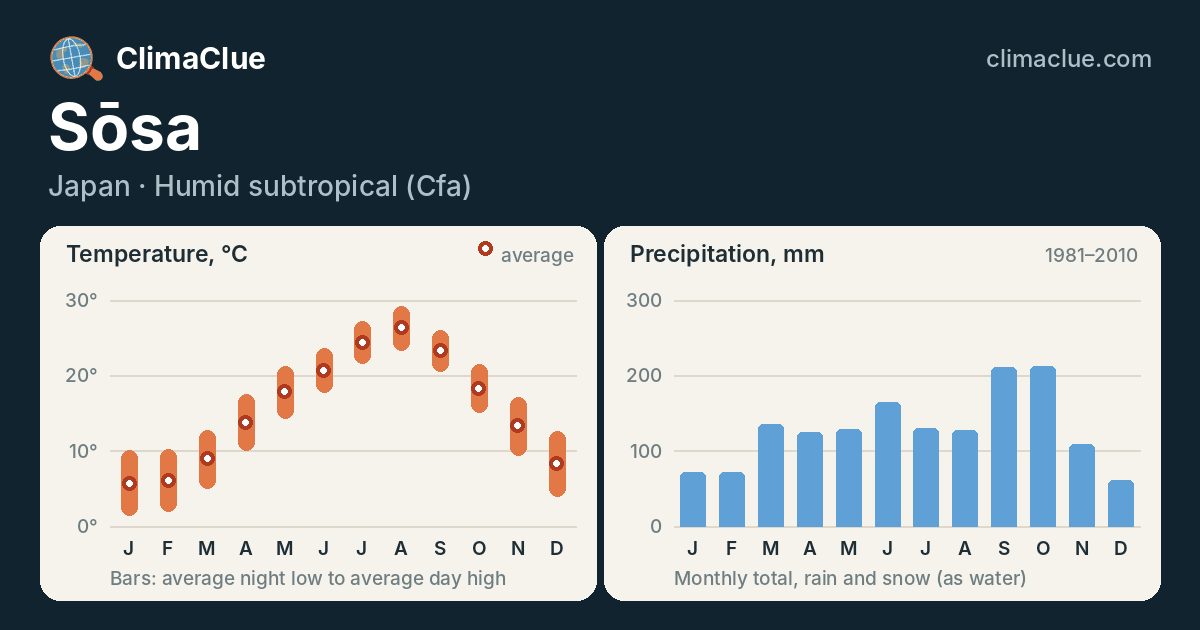 ClimaClue
climaclue.com
Sōsa
Japan · Humid subtropical (Cfa)
Temperature, °C
average
30°
20°
10°
0°
J F M A M J J A S O N D
Bars: average night low to average day high
Precipitation, mm
1981–2010
300
200
100
0
J F M A M J J A S O N D
Monthly total, rain and snow (as water)